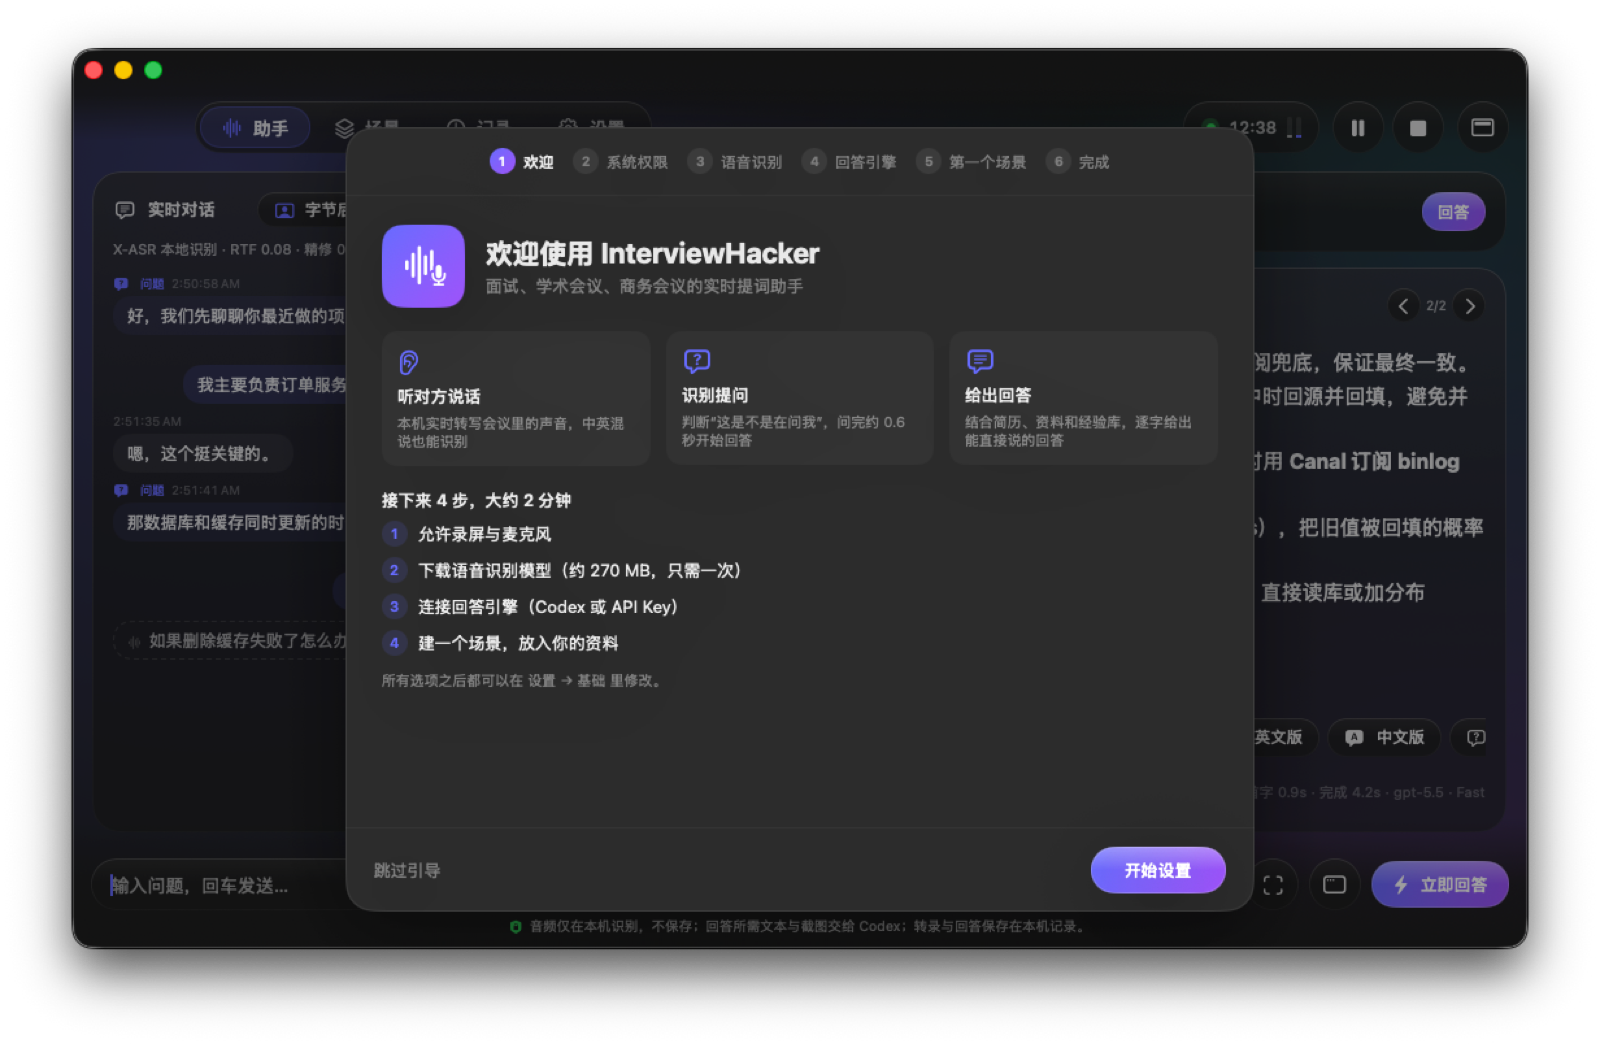 助手
12:38
1 欢迎 2 系统权限 3 语音识别 4 回答引擎 5 第一个场景 6 完成
实时对话
回答
X-ASR 本地识别 · RTF 0.08 · 精修 0
问题 2:50:58 AM
好，我们先聊聊你最近做的项
我主要负责订单服务
2:51:35 AM
嗯，这个挺关键的。
问题 2:51:41 AM
那数据库和缓存同时更新的时
如果删除缓存失败了怎么办
欢迎使用 InterviewHacker
面试、学术会议、商务会议的实时提词助手
听对方说话
本机实时转写会议里的声音，中英混
说也能识别
识别提问
判断“这是不是在问我”，问完约 0.6
秒开始回答
给出回答
结合简历、资料和经验库，逐字给出
能直接说的回答
接下来 4 步，大约 2 分钟
1 允许录屏与麦克风
2 下载语音识别模型（约 270 MB，只需一次）
3 连接回答引擎（Codex 或 API Key）
4 建一个场景，放入你的资料
所有选项之后都可以在 设置 → 基础 里修改。
跳过引导
开始设置
2/2
阅兜底，保证最终一致。
时回源并回填，避免并
用 Canal 订阅 binlog
），把旧值被回填的概率
直接读库或加分布
英文版
中文版
字 0.9s · 完成 4.2s · gpt-5.5 · Fast
输入问题，回车发送...
立即回答
音频仅在本机识别，不保存；回答所需文本与截图交给 Codex；转录与回答保存在本机记录。